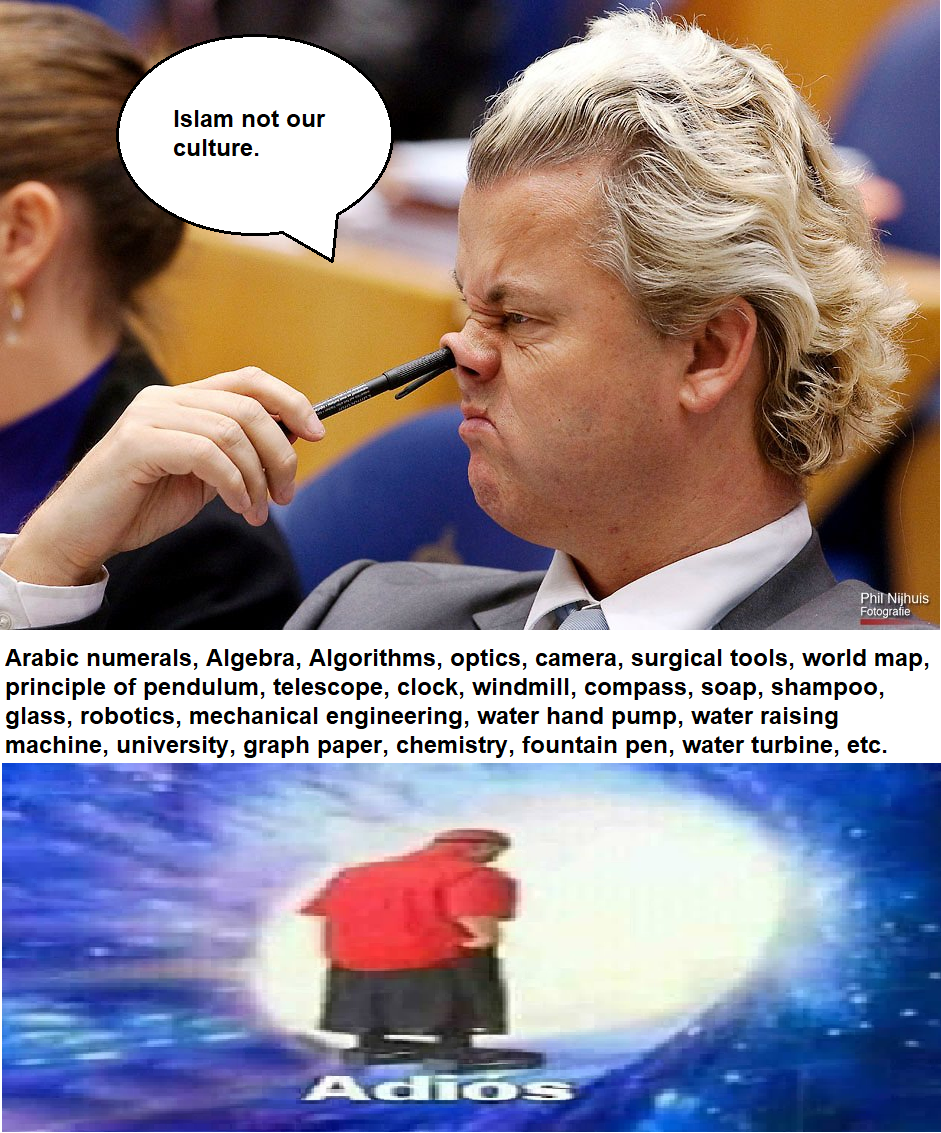 Islam not our
culture.
Phil Nijhuis
Fotografie
Arabic numerals, Algebra, Algorithms, optics, camera, surgical tools, world map,
principle of pendulum, telescope, clock, windmill, compass, soap, shampoo,
glass, robotics, mechanical engineering, water hand pump, water raising
machine, university, graph paper, chemistry, fountain pen, water turbine, etc.
Adiós